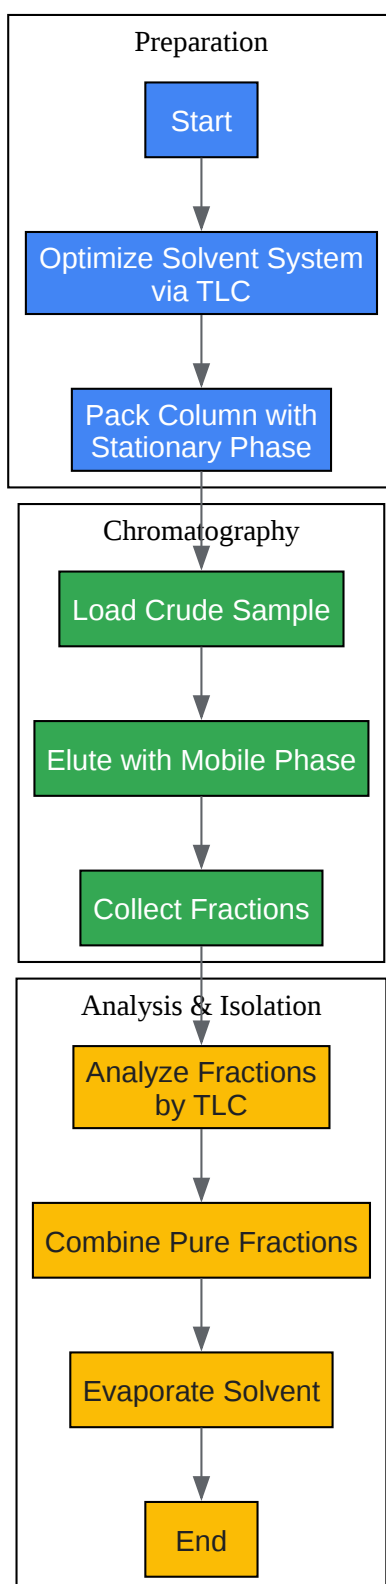 Preparation
Start
Optimize Solvent System
via TLC
Pack Column with
Stationary Phase
Chromatography
Load Crude Sample
Elute with Mobile Phase
Collect Fractions
Analysis & Isolation
Analyze Fractions
by TLC
Combine Pure Fractions
Evaporate Solvent
End